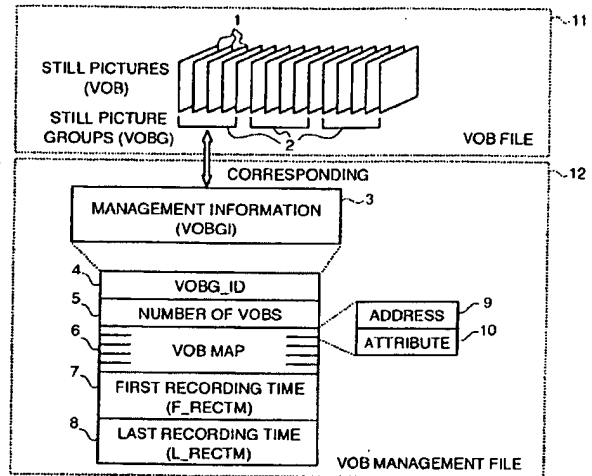 1
11
STILL PICTURES
(VOB)
STILL PICTURE
GROUPS (VOBG)
2
VOB FILE
CORRESPONDING
12
MANAGEMENT INFORMATION
(VOBGI)
3
4
VOBG_ID
5
NUMBER OF VOBS
6
VOB MAP
ADDRESS
9
ATTRIBUTE
10
7
FIRST RECORDING TIME
(F_RECTM)
8
LAST RECORDING TIME
(L_RECTM)
VOB MANAGEMENT FILE